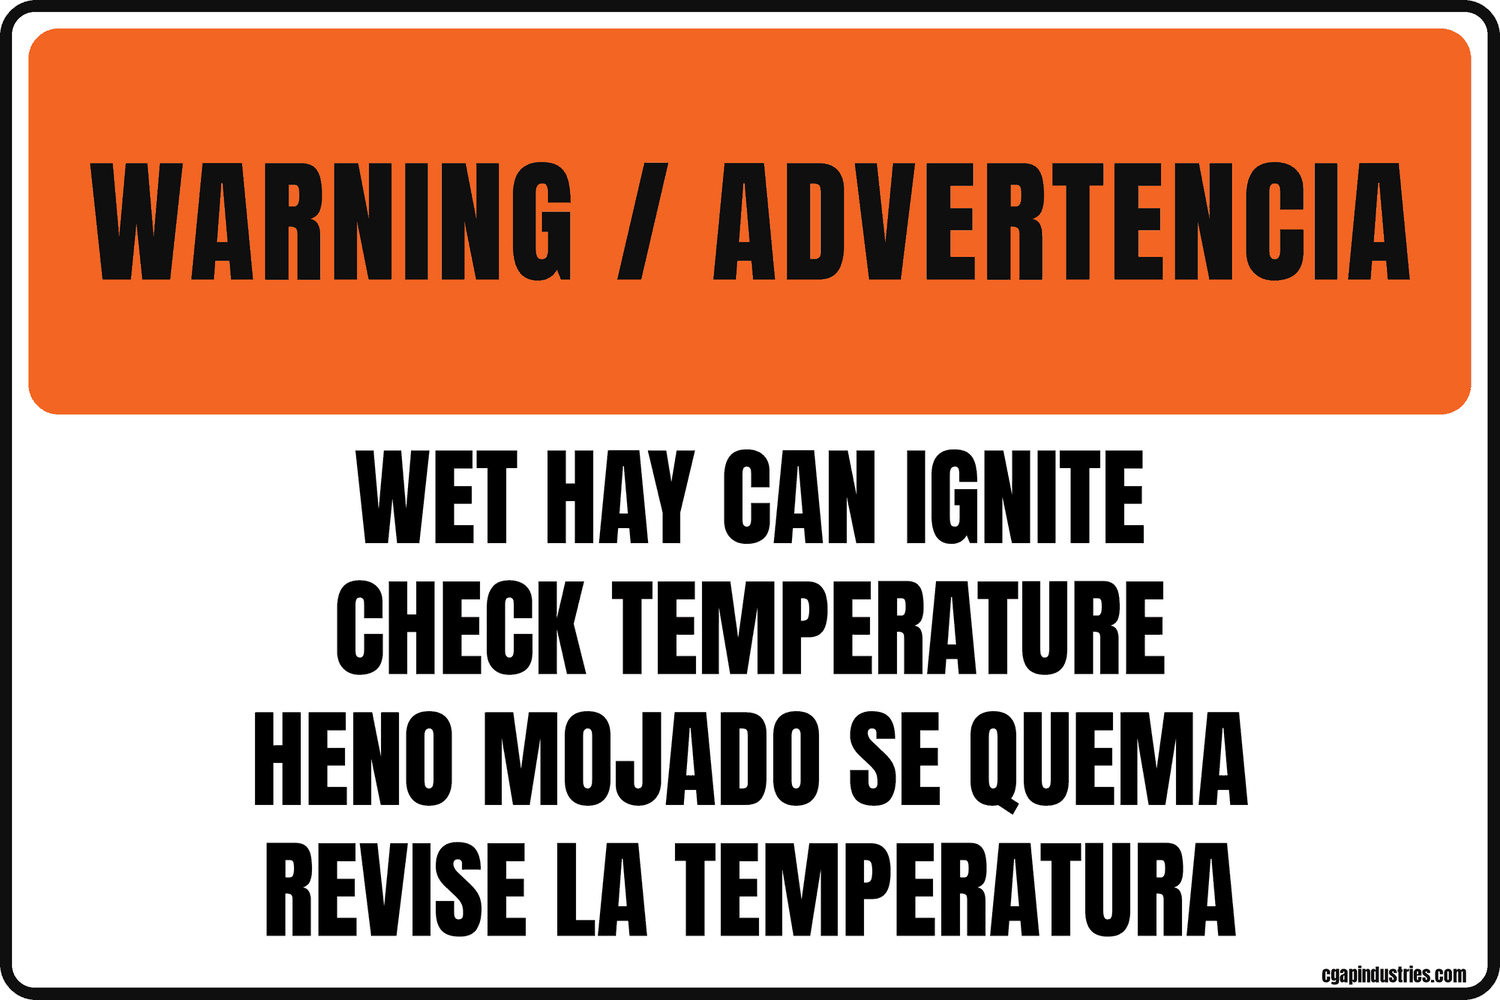 WARNING / ADVERTENCIA
WET HAY CAN IGNITE
CHECK TEMPERATURE
HENO MOJADO SE QUEMA
REVISE LA TEMPERATURA
cgapindustries.com